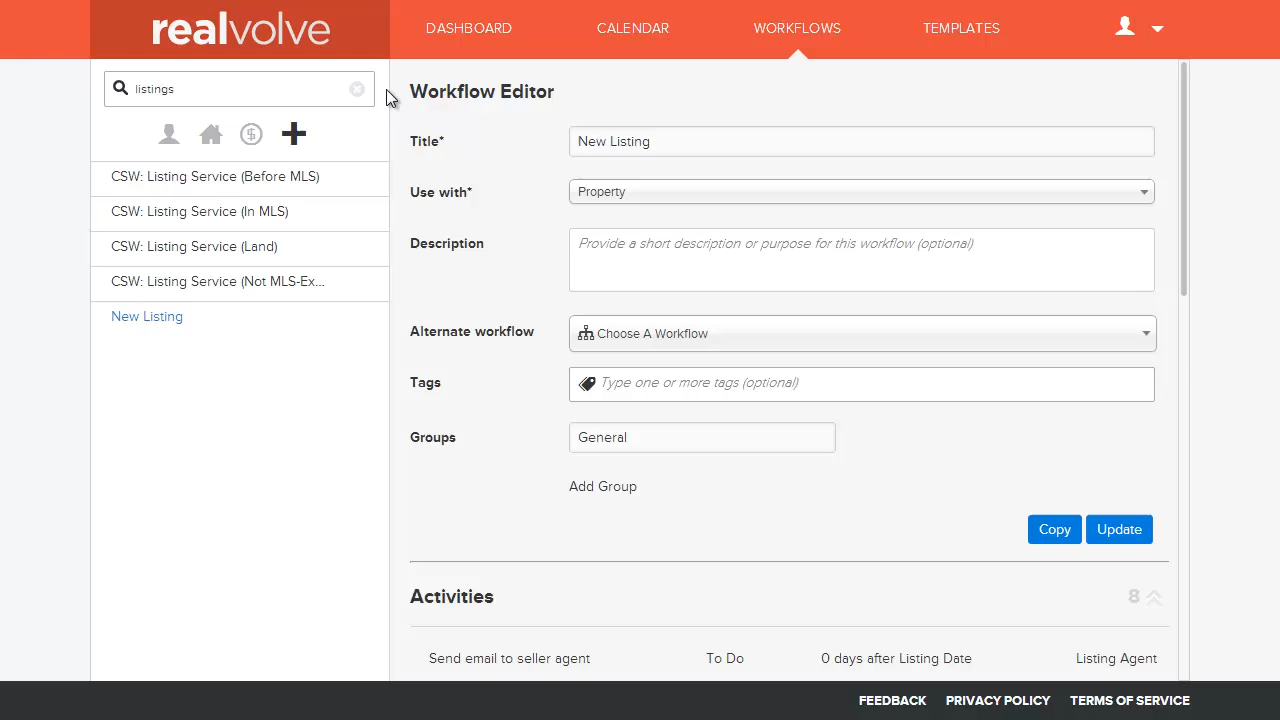 realvolve
DASHBOARD
CALENDAR
WORKFLOWS
TEMPLATES
listings
CSW: Listing Service (Before MLS)
CSW: Listing Service (In MLS)
CSW: Listing Service (Land)
CSW: Listing Service (Not MLS-Ex...
New Listing
Workflow Editor
Title* New Listing
Use with* Property
Description Provide a short description or purpose for this workflow (optional)
Alternate workflow Choose A Workflow
Tags Type one or more tags (optional)
Groups General
Add Group
Copy Update
Activities 8
Send email to seller agent To Do 0 days after Listing Date Listing Agent
FEEDBACK PRIVACY POLICY TERMS OF SERVICE